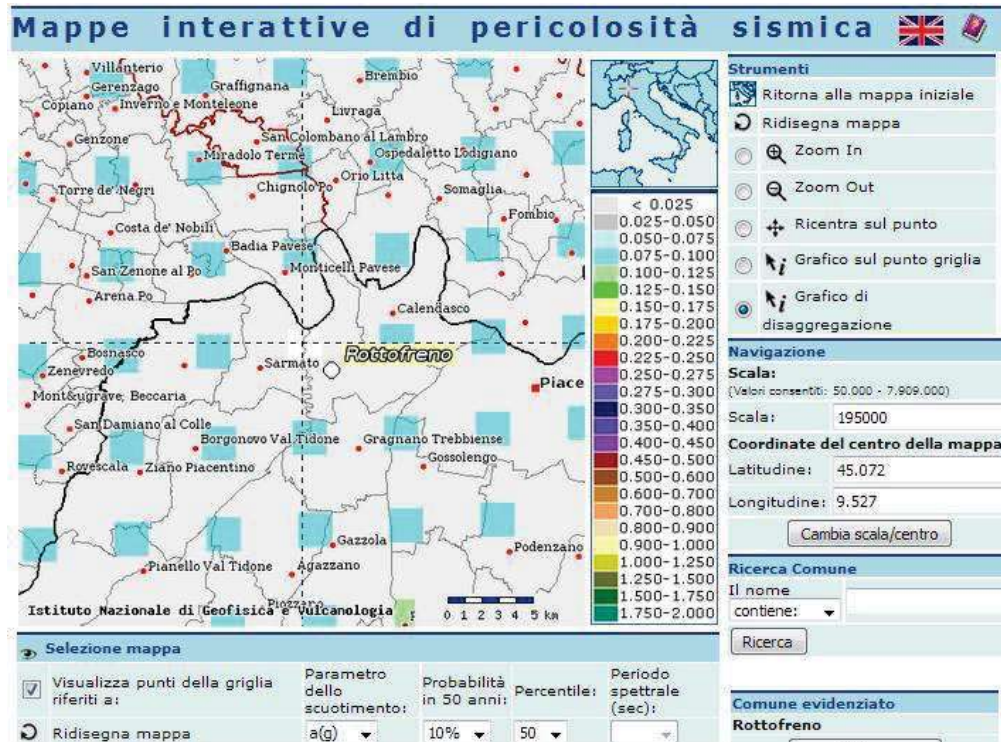 Mappe interattive di pericolosità sismica
Villanterio
Gerenzago
Graffignana
Brembio
Copiano
Inverno e Monteleone
Livraga
Genzone
San Colombano al Lambro
Miradolo Terme
Ospedaletto Lodigiano
Torre de' Negri
Chignolo Po
Orio Litta
Somaglia
Costa de' Nobili
Fombio
Badia Pavese
San Zenone al Po
Monticelli Pavese
Arena Po
Calendasco
Bosnasco
Rottofreno
Zenevredo
Sarmato
Piace
Mont&ugrave; Beccaria
San Damiano al Colle
Borgonovo Val Tidone
Gragnano Trebbiense
Gossolengo
Rovescala
Ziano Piacentino
Gazzola
Podenzano
Pianello Val Tidone
Agazzano
Piozzano
Istituto Nazionale di Geofisica e Vulcanologia
0 1 2 3 4 5 km
< 0.025
0.025-0.050
0.050-0.075
0.075-0.100
0.100-0.125
0.125-0.150
0.150-0.175
0.175-0.200
0.200-0.225
0.225-0.250
0.250-0.275
0.275-0.300
0.300-0.350
0.350-0.400
0.400-0.450
0.450-0.500
0.500-0.600
0.600-0.700
0.700-0.800
0.800-0.900
0.900-1.000
1.000-1.250
1.250-1.500
1.500-1.750
1.750-2.000
Strumenti
Ritorna alla mappa iniziale
Ridisegna mappa
Zoom In
Zoom Out
Ricentra sul punto
Grafico sul punto griglia
Grafico di
disaggregazione
Navigazione
Scala:
(Valori consentiti: 50.000 - 7.909.000)
Scala: 195000
Coordinate del centro della mappa
Latitudine: 45.072
Longitudine: 9.527
Cambia scala/centro
Ricerca Comune
Il nome
contiene:
Ricerca
Comune evidenziato
Rottofreno
Selezione mappa
Visualizza punti della griglia
riferiti a:
Parametro
dello
scuotimento:
Probabilità
in 50 anni:
Percentile:
Periodo
spettrale
(sec):
Ridisegna mappa
a(g)
10%
50